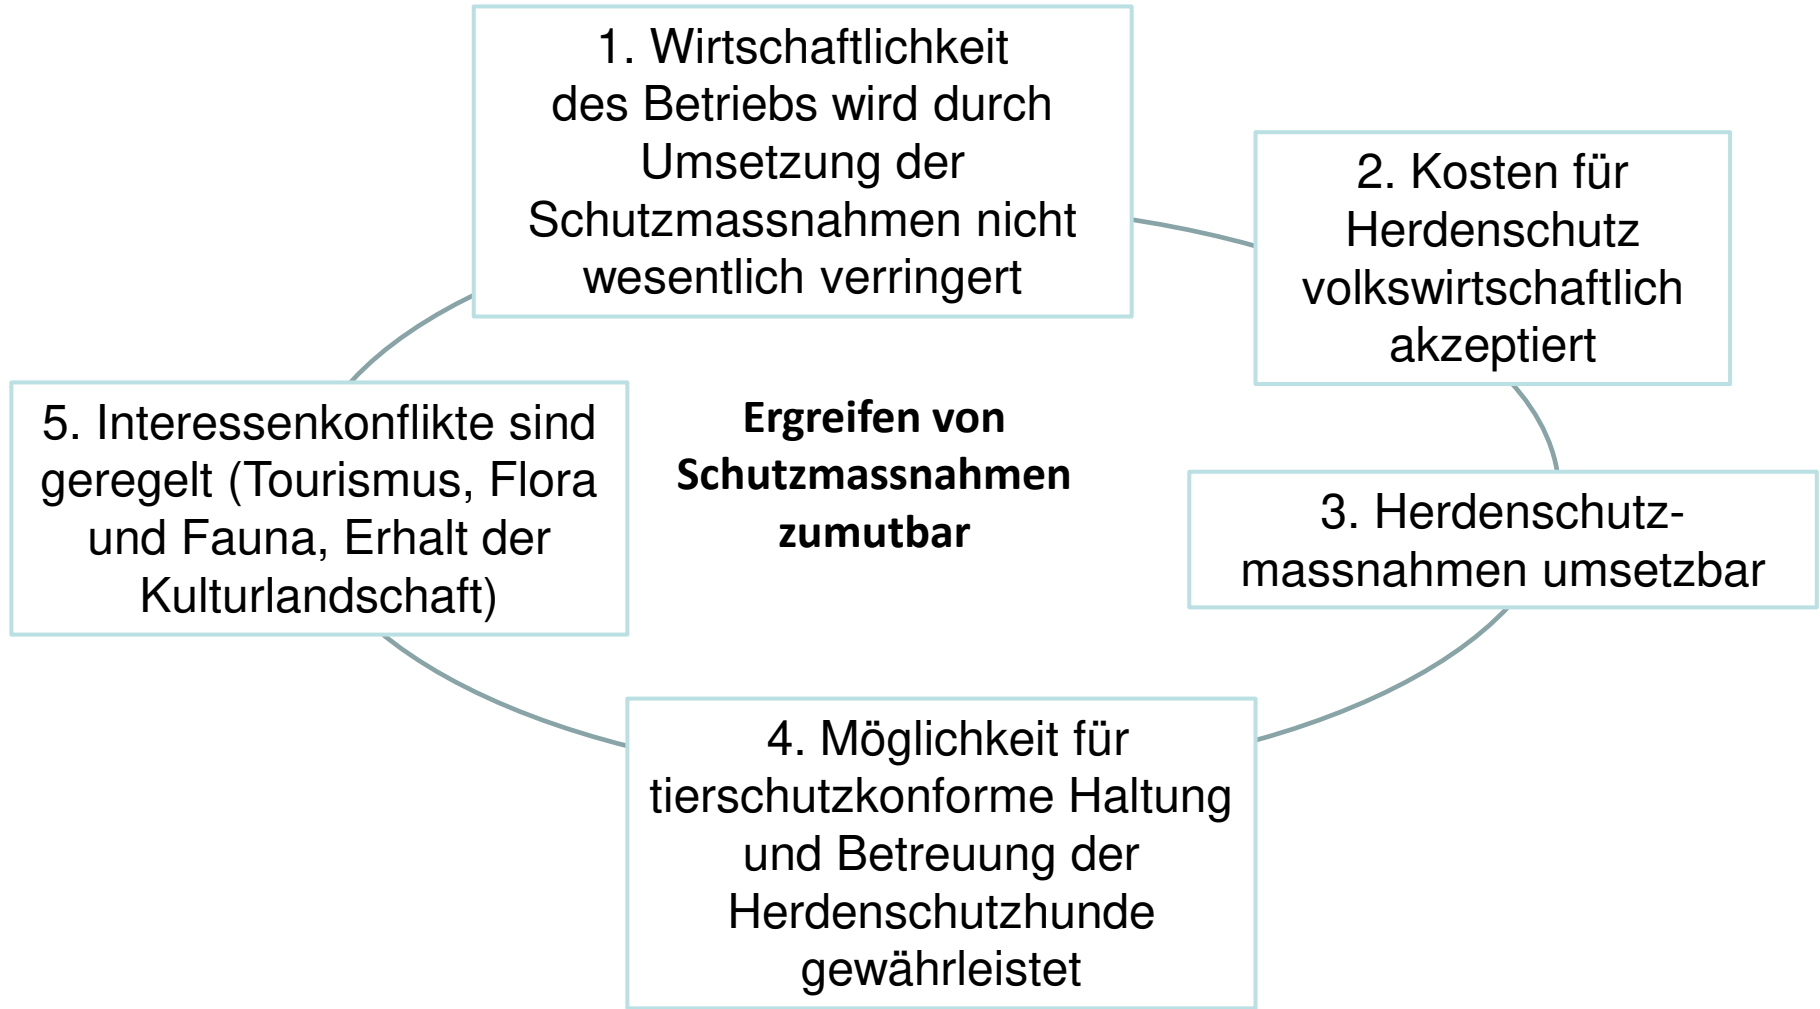 1. Wirtschaftlichkeit
des Betriebs wird durch
Umsetzung der
Schutzmassnahmen nicht
wesentlich verringert
2. Kosten für
Herdenschutz
volkswirtschaftlich
akzeptiert
3. Herdenschutz-
massnahmen umsetzbar
4. Möglichkeit für
tierschutzkonforme Haltung
und Betreuung der
Herdenschutzhunde
gewährleistet
5. Interessenkonflikte sind
geregelt (Tourismus, Flora
und Fauna, Erhalt der
Kulturlandschaft)
Ergreifen von
Schutzmassnahmen
zumutbar